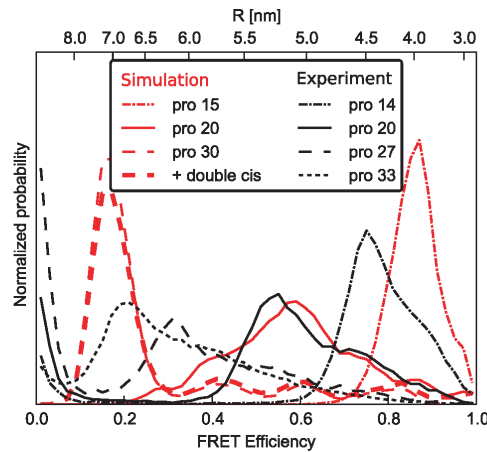 R [nm]
8.0 7.0 6.5 6.0 5.5 5.0 4.5 4.0 3.0
Simulation Experiment
pro 15 pro 14
pro 20 pro 20
pro 30 pro 27
+ double cis pro 33
Normalized probability
0.0 0.2 0.4 0.6 0.8 1.0
FRET Efficiency